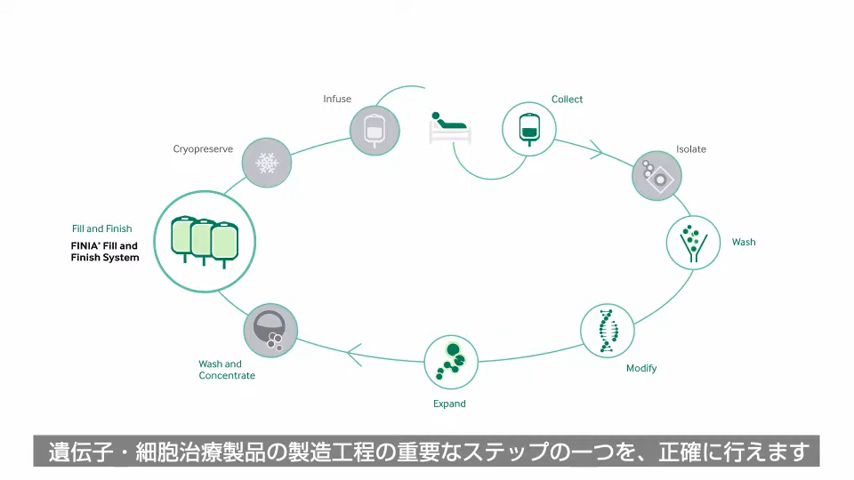 Infuse
Collect
Cryopreserve
Isolate
Fill and Finish
FINIA® Fill and
Finish System
Wash
Wash and
Concentrate
Modify
Expand
遺伝子・細胞治療製品の製造工程の重要なステップの一つを、正確に行えます